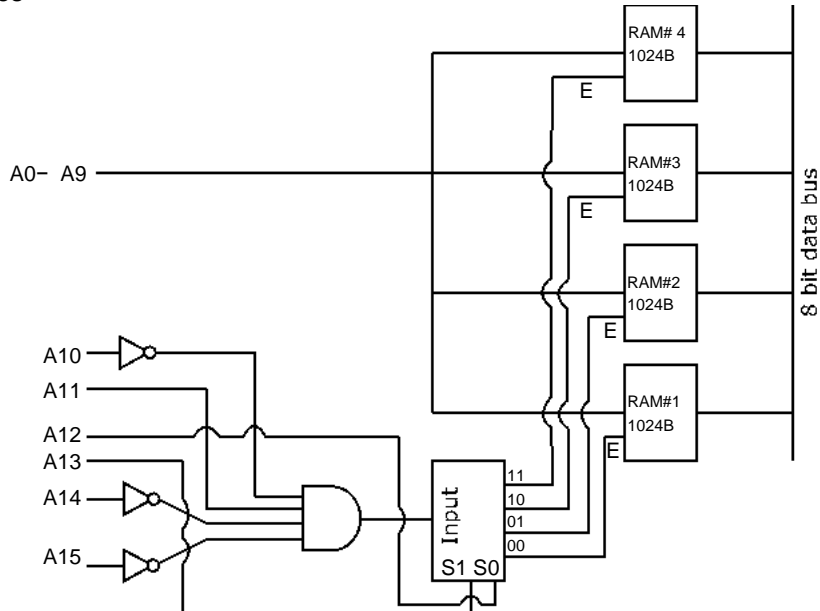 RAM# 4
1024B
E
A0- A9
RAM#3
1024B
E
8 bit data bus
RAM#2
1024B
E
A10
A11
RAM#1
1024B
E
A12
A13
A14
A15
Input
11
10
01
00
S1 S0